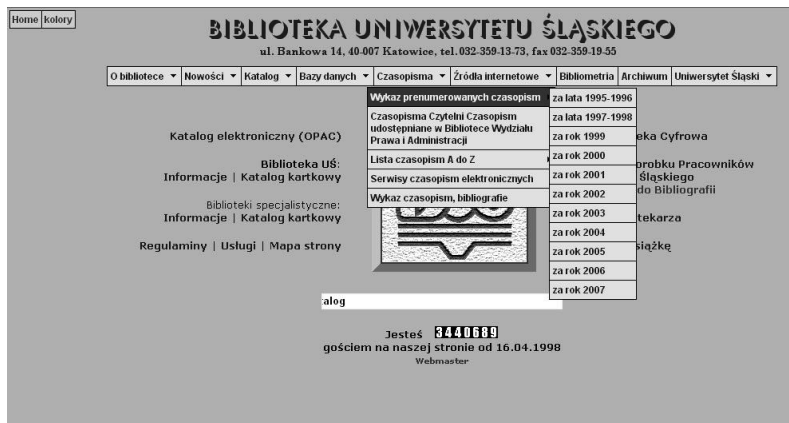 Home kolory
BIBLIOTEKA UNIWERSYTETU ŚLĄSKIEGO
ul. Bankowa 14, 40-007 Katowice, tel.032-359-13-73, fax 032-359-19-55
O bibliotece Nowości Katalog Bazy danych Czasopisma Źródła internetowe Bibliometria Archiwum Uniwersytet Śląski
Wykaz prenumerowanych czasopism
Czasopisma Czytelni Czasopism
udostępniane w Bibliotece Wydziału
Prawa i Administracji
Lista czasopism A do Z
Serwisy czasopism elektronicznych
Wykaz czasopism, bibliografie
za lata 1995-1996
za lata 1997-1998
za rok 1999
za rok 2000
za rok 2001
za rok 2002
za rok 2003
za rok 2004
za rok 2005
za rok 2006
za rok 2007
Katalog elektroniczny (OPAC)
Biblioteka UŚ:
Informacje | Katalog kartkowy
Biblioteki specjalistyczne:
Informacje | Katalog kartkowy
Regulaminy | Usługi | Mapa strony
eka Cyfrowa
orobku Pracowników
Śląskiego
do Bibliografii
tekarza
siążkę
alog
Jesteś 3440689
gościem na naszej stronie od 16.04.1998
Webmaster